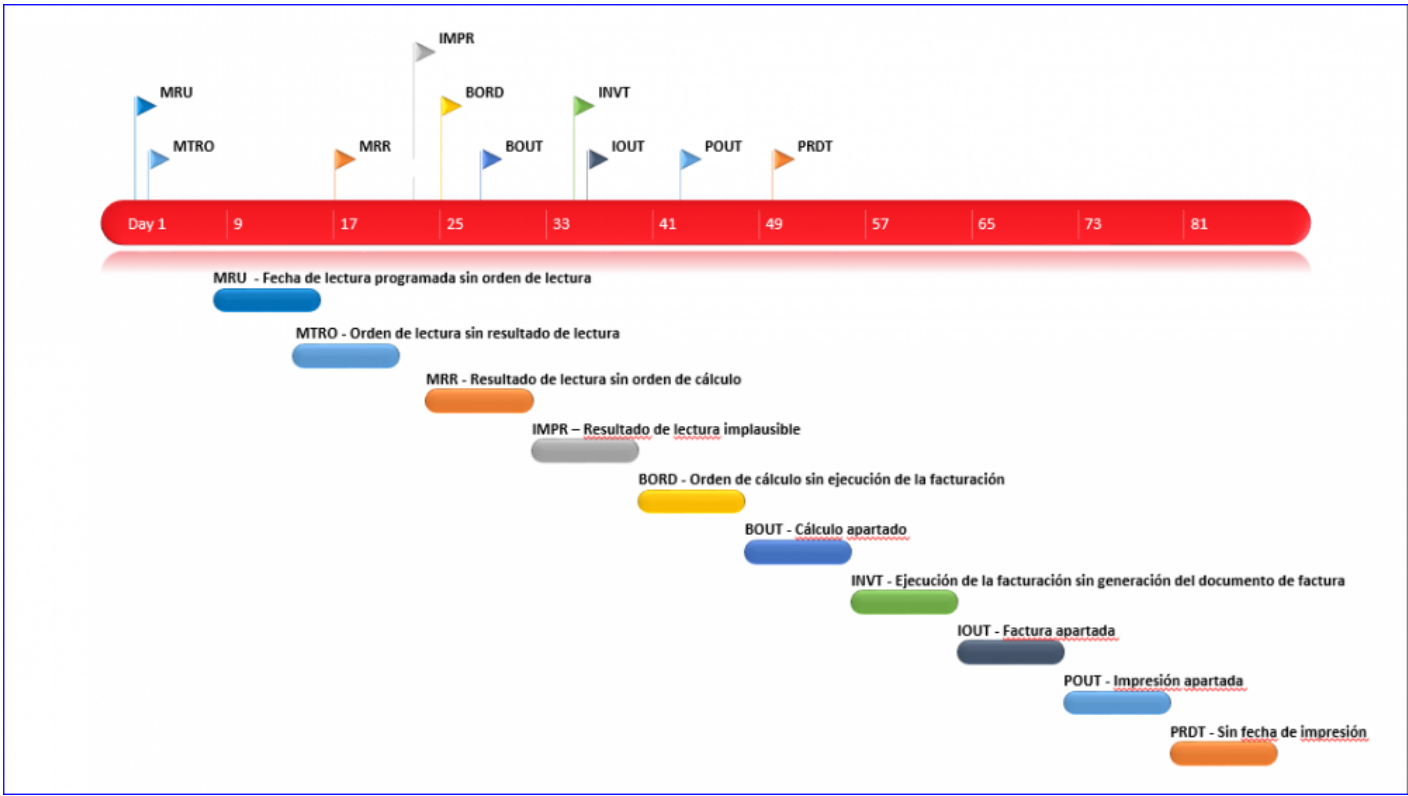 IMPR
MRU
BORD
INVT
MTRO
MRR
BOUT
IOUT
POUT
PRDT
Day 1 9 17 25 33 41 49 57 65 73 81
MRU - Fecha de lectura programada sin orden de lectura
MTRO - Orden de lectura sin resultado de lectura
MRR - Resultado de lectura sin orden de cálculo
IMPR – Resultado de lectura implausible
BORD - Orden de cálculo sin ejecución de la facturación
BOUT - Cálculo apartado
INVT - Ejecución de la facturación sin generación del documento de factura
IOUT - Factura apartada
POUT - Impresión apartada
PRDT - Sin fecha de impresión